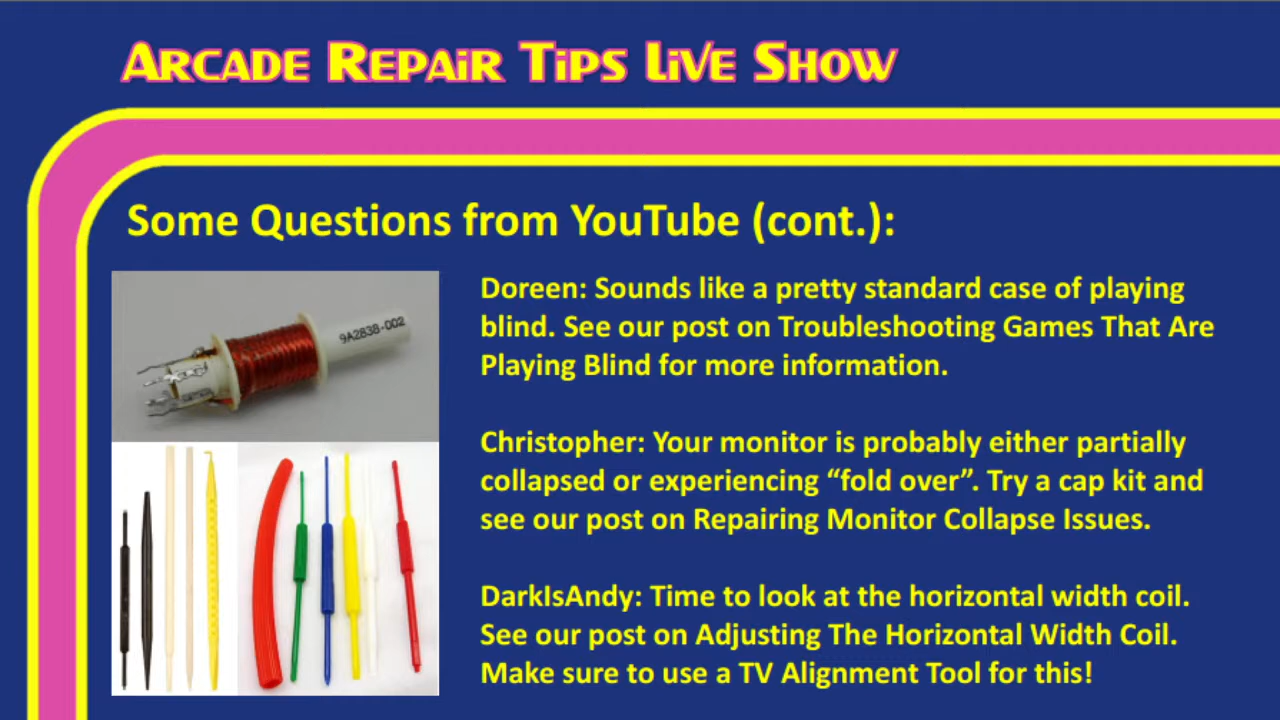 Arcade Repair Tips Live Show
Some Questions from YouTube (cont.):
9A2838-002
Doreen: Sounds like a pretty standard case of playing
blind. See our post on Troubleshooting Games That Are
Playing Blind for more information.
Christopher: Your monitor is probably either partially
collapsed or experiencing “fold over”. Try a cap kit and
see our post on Repairing Monitor Collapse Issues.
DarkIsAndy: Time to look at the horizontal width coil.
See our post on Adjusting The Horizontal Width Coil.
Make sure to use a TV Alignment Tool for this!